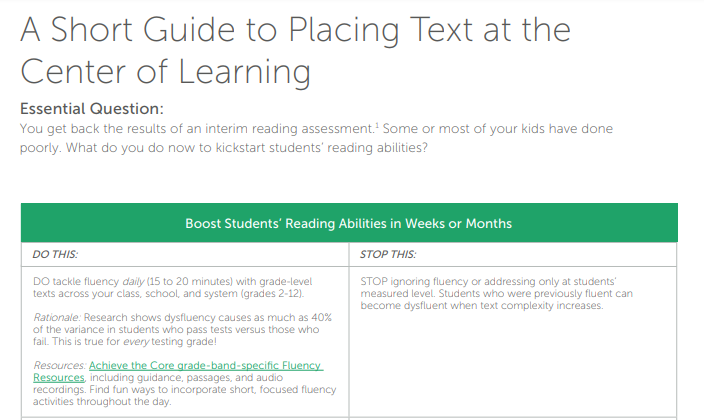 A Short Guide to Placing Text at the
Center of Learning
Essential Question:
You get back the results of an interim reading assessment.¹ Some or most of your kids have done
poorly. What do you do now to kickstart students' reading abilities?
Boost Students' Reading Abilities in Weeks or Months
DO THIS:
STOP THIS:
DO tackle fluency daily (15 to 20 minutes) with grade-level
texts across your class, school, and system (grades 2-12).
Rationale: Research shows dysfluency causes as much as 40%
of the variance in students who pass tests versus those who
fail. This is true for every testing grade!
Resources: Achieve the Core grade-band-specific Fluency
Resources, including guidance, passages, and audio
recordings. Find fun ways to incorporate short, focused fluency
activities throughout the day.
STOP ignoring fluency or addressing only at students'
measured level. Students who were previously fluent can
become dysfluent when text complexity increases.